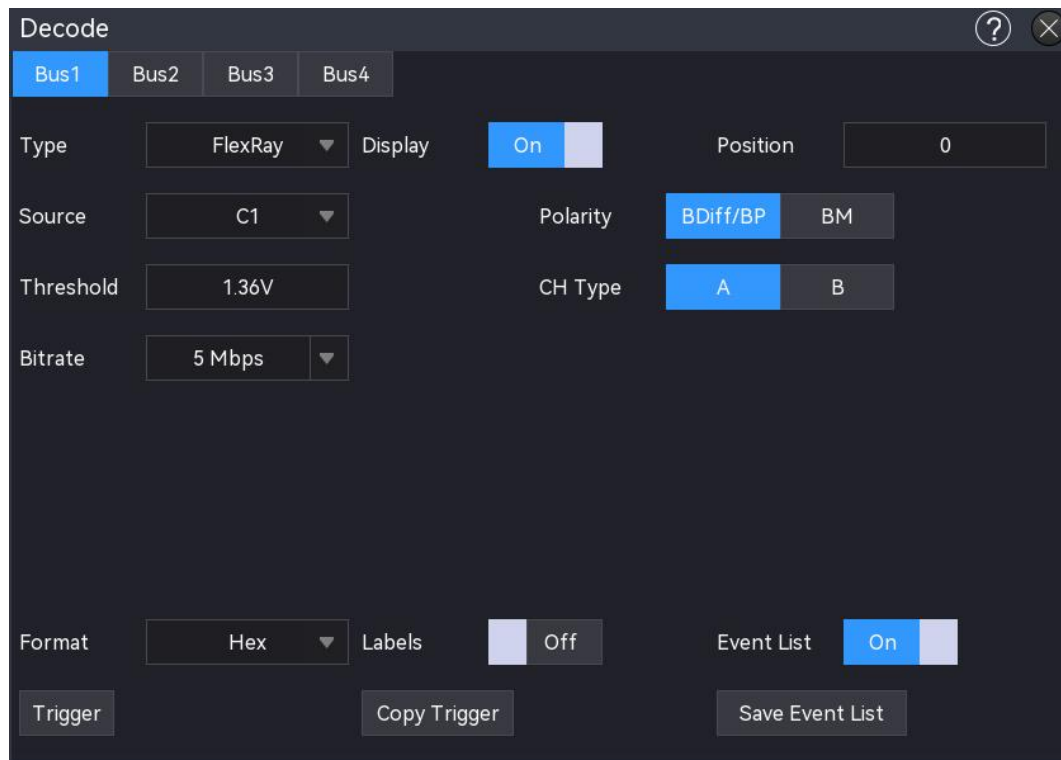 Decode ?
Bus1 Bus2 Bus3 Bus4
Type FlexRay Display On Position 0
Source C1 Polarity BDiff/BP BM
Threshold 1.36V CH Type A B
Bitrate 5 Mbps
Format Hex Labels Off Event List On
Trigger Copy Trigger Save Event List